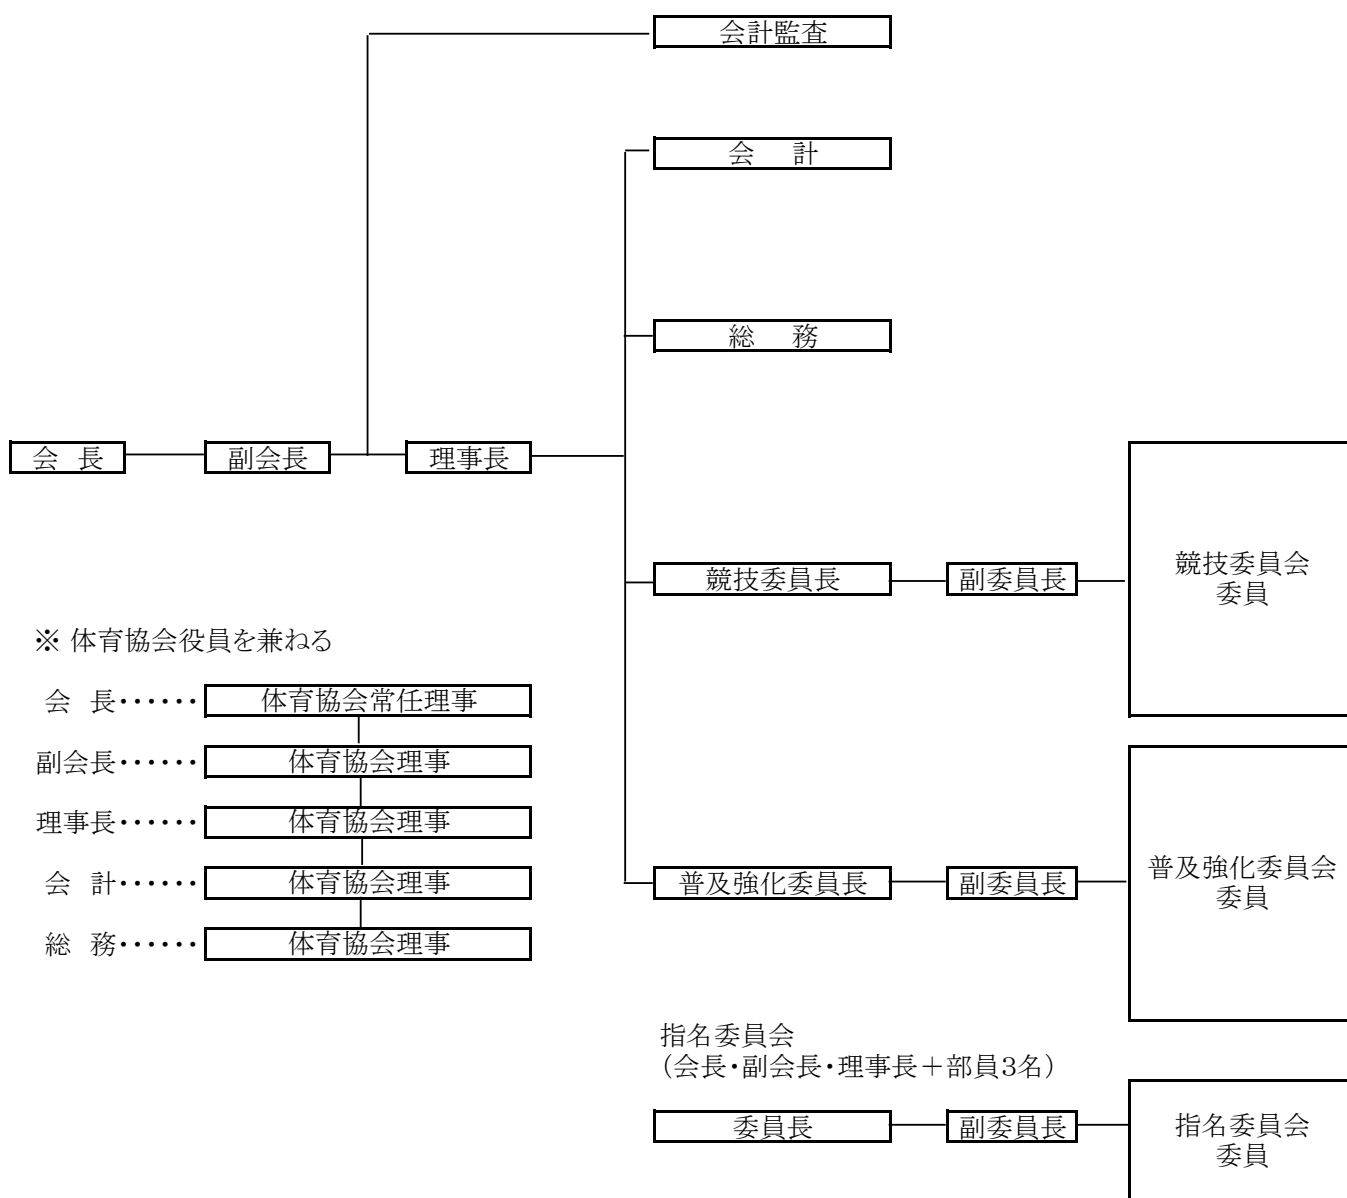 会計監査
会　計
総　務
会　長
副会長
理事長
競技委員長
副委員長
競技委員会
委員
※ 体育協会役員を兼ねる
会　長・・・・・・ 体育協会常任理事
副会長・・・・・・ 体育協会理事
理事長・・・・・・ 体育協会理事
会　計・・・・・・ 体育協会理事
総　務・・・・・・ 体育協会理事
普及強化委員長
副委員長
普及強化委員会
委員
指名委員会
（会長・副会長・理事長＋部員3名）
委員長
副委員長
指名委員会
委員